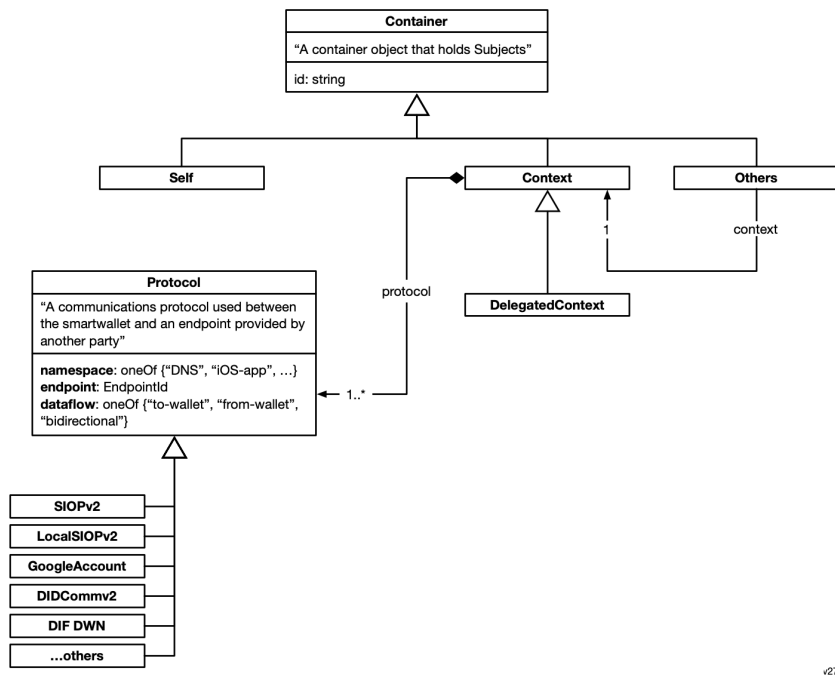 Container
“A container object that holds Subjects”
id: string
Self
Context
Others
1
context
protocol
DelegatedContext
Protocol
“A communications protocol used between
the smartwallet and an endpoint provided by
another party”
namespace: oneOf {“DNS”, “iOS-app”, …}
endpoint: EndpointId
dataflow: oneOf {“to-wallet”, “from-wallet”,
“bidirectional”}
1..*
SIOPv2
LocalSIOPv2
GoogleAccount
DIDCommv2
DIF DWN
…others
v27